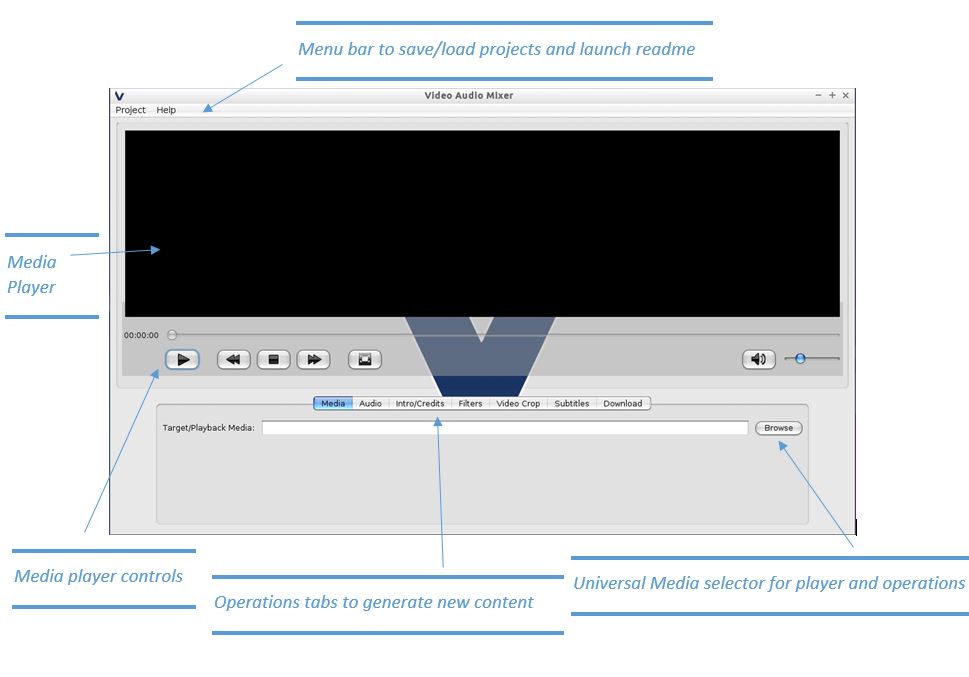 Menu bar to save/load projects and launch readme
Video Audio Mixer
Project Help
Media
Player
00:00:00
Media Audio Intro/Credits Filters Video Crop Subtitles Download
Target/Playback Media: Browse
Media player controls
Operations tabs to generate new content
Universal Media selector for player and operations